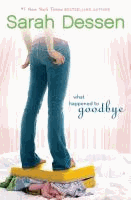 #1 New York Times BESTSELLING AUTHOR
Sarah Dessen
what
happened to
goodbye